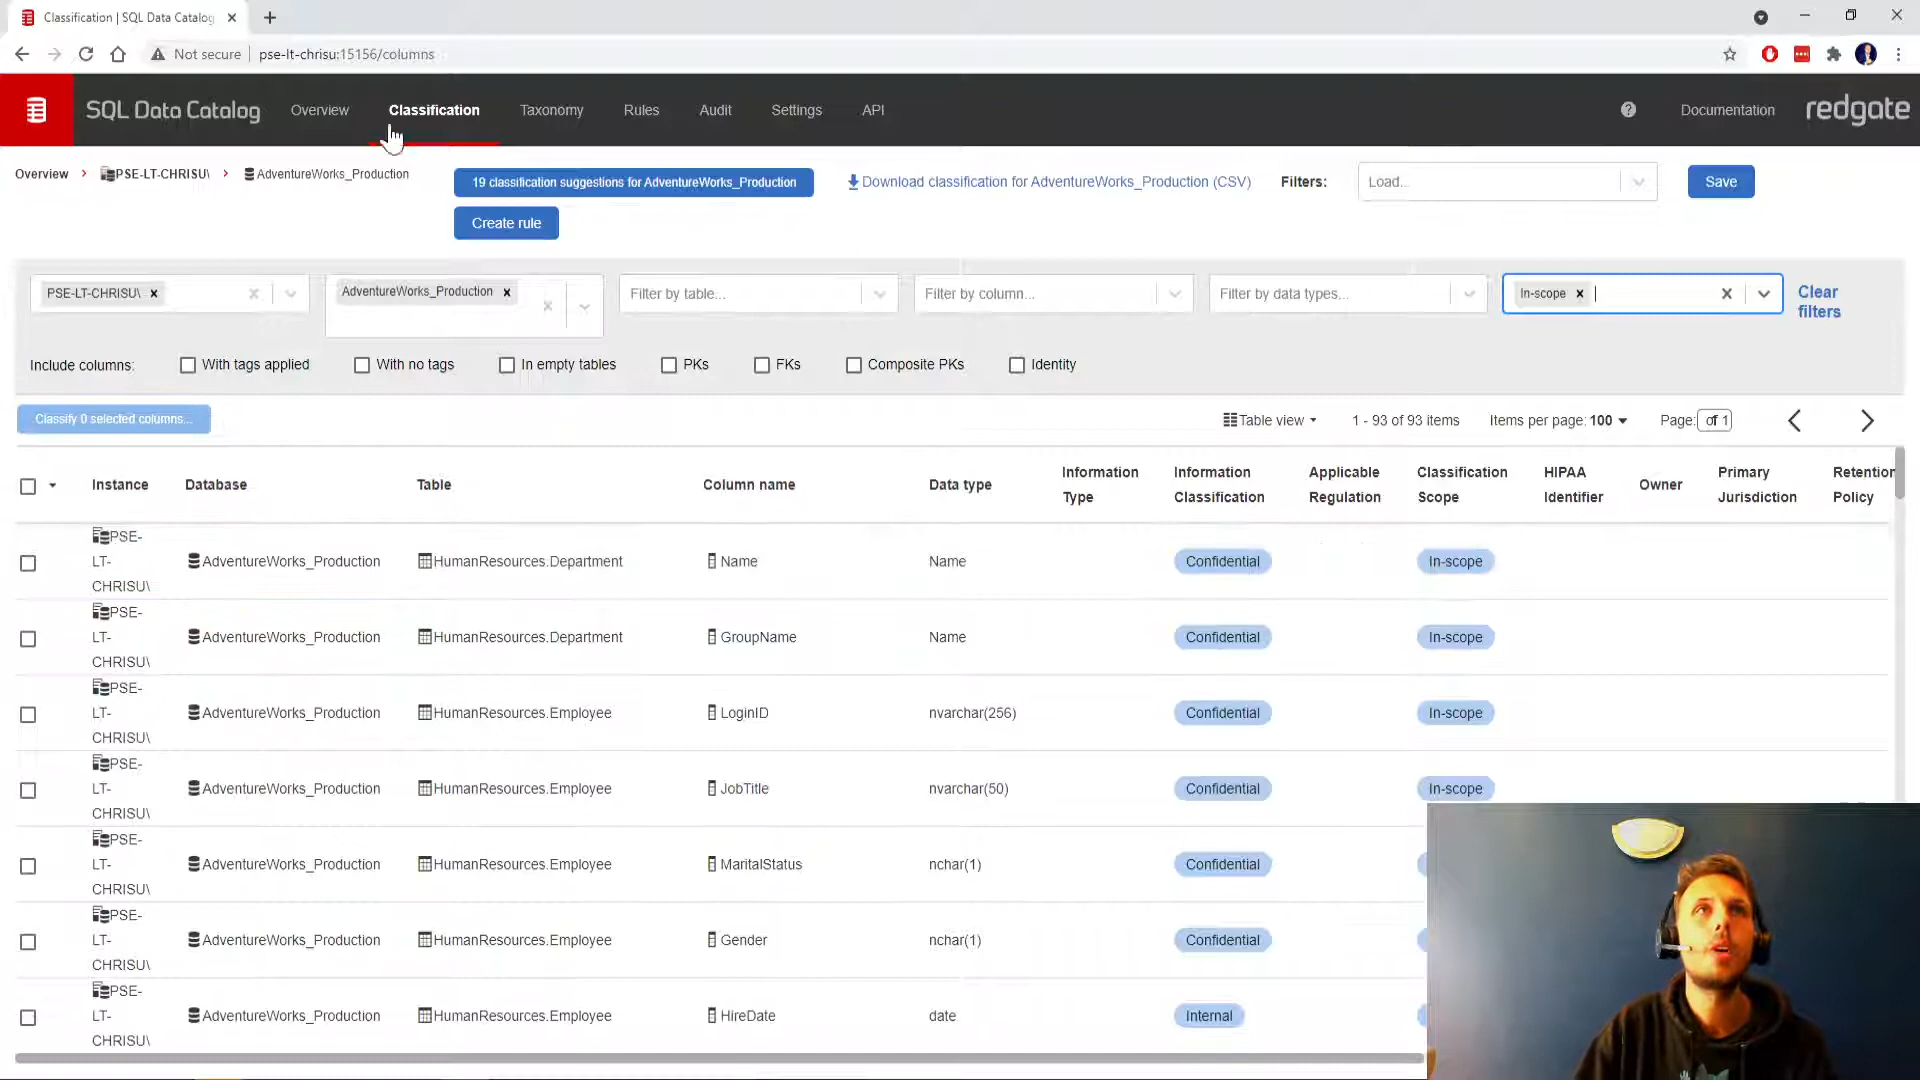 Classification | SQL Data Catalog
Not secure
pse-lt-chrisu:15156/columns
SQL Data Catalog
Overview
Classification
Taxonomy
Rules
Audit
Settings
API
Documentation
redgate
Overview
PSE-LT-CHRISU\
AdventureWorks_Production
19 classification suggestions for AdventureWorks_Production
Download classification for AdventureWorks_Production (CSV)
Filters:
Load...
Save
Create rule
PSE-LT-CHRISU\
AdventureWorks_Production
Filter by table...
Filter by column...
Filter by data types...
In-scope
Clear
filters
Include columns:
With tags applied
With no tags
In empty tables
PKs
FKs
Composite PKs
Identity
Classify 0 selected columns...
Table view
1 - 93 of 93 items
Items per page: 100
Page: of 1
Instance
Database
Table
Column name
Data type
Information
Type
Information
Classification
Applicable
Regulation
Classification
Scope
HIPAA
Identifier
Owner
Primary
Jurisdiction
Retention
Policy
PSE-
LT-
CHRISU\
AdventureWorks_Production
HumanResources.Department
Name
Name
Confidential
In-scope
PSE-
LT-
CHRISU\
AdventureWorks_Production
HumanResources.Department
GroupName
Name
Confidential
In-scope
PSE-
LT-
CHRISU\
AdventureWorks_Production
HumanResources.Employee
LoginID
nvarchar(256)
Confidential
In-scope
PSE-
LT-
CHRISU\
AdventureWorks_Production
HumanResources.Employee
JobTitle
nvarchar(50)
Confidential
In-scope
PSE-
LT-
CHRISU\
AdventureWorks_Production
HumanResources.Employee
MaritalStatus
nchar(1)
Confidential
PSE-
LT-
CHRISU\
AdventureWorks_Production
HumanResources.Employee
Gender
nchar(1)
Confidential
PSE-
LT-
CHRISU\
AdventureWorks_Production
HumanResources.Employee
HireDate
date
Internal